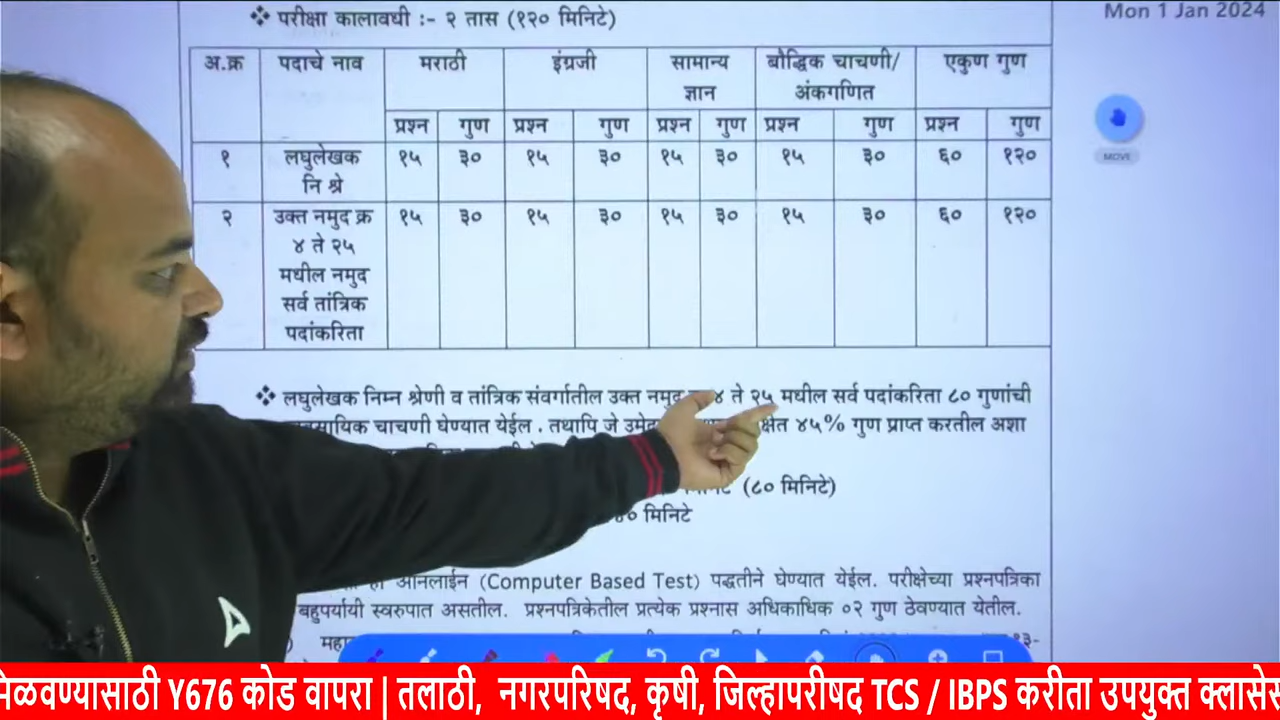 ❖ परीक्षा कालावधी :- २ तास (१२० मिनिटे)
Mon 1 Jan 2024
अ.क्र पदाचे नाव मराठी इंग्रजी सामान्य ज्ञान बौद्धिक चाचणी/ अंकगणित एकुण गुण
प्रश्न गुण प्रश्न गुण प्रश्न गुण प्रश्न गुण प्रश्न गुण
१ लघुलेखक नि श्रे १५ ३० १५ ३० १५ ३० १५ ३० ६० १२०
२ उक्त नमुद क्र ४ ते २५ मधील नमुद सर्व तांत्रिक पदांकरिता १५ ३० १५ ३० १५ ३० १५ ३० ६० १२०
MOVE
❖ लघुलेखक निम्न श्रेणी व तांत्रिक संवर्गातील उक्त नमुद ४ ते २५ मधील सर्व पदांकरिता ८० गुणांची
चाचणी घेण्यात येईल . तथापि जे ४५% गुण प्राप्त करतील अशा
(८० मिनिटे)
मिनिटे
ऑनलाईन (Computer Based Test) पद्धतीने घेण्यात येईल. परीक्षेच्या प्रश्नपत्रिका
बहुपर्यायी स्वरुपात असतील. प्रश्नपत्रिकेतील प्रत्येक प्रश्नास अधिकाधिक ०२ गुण ठेवण्यात येतील.
मिळवण्यासाठी Y676 कोड वापरा | तलाठी, नगरपरिषद, कृषी, जिल्हापरीषद TCS / IBPS करीता उपयुक्त क्लासेस